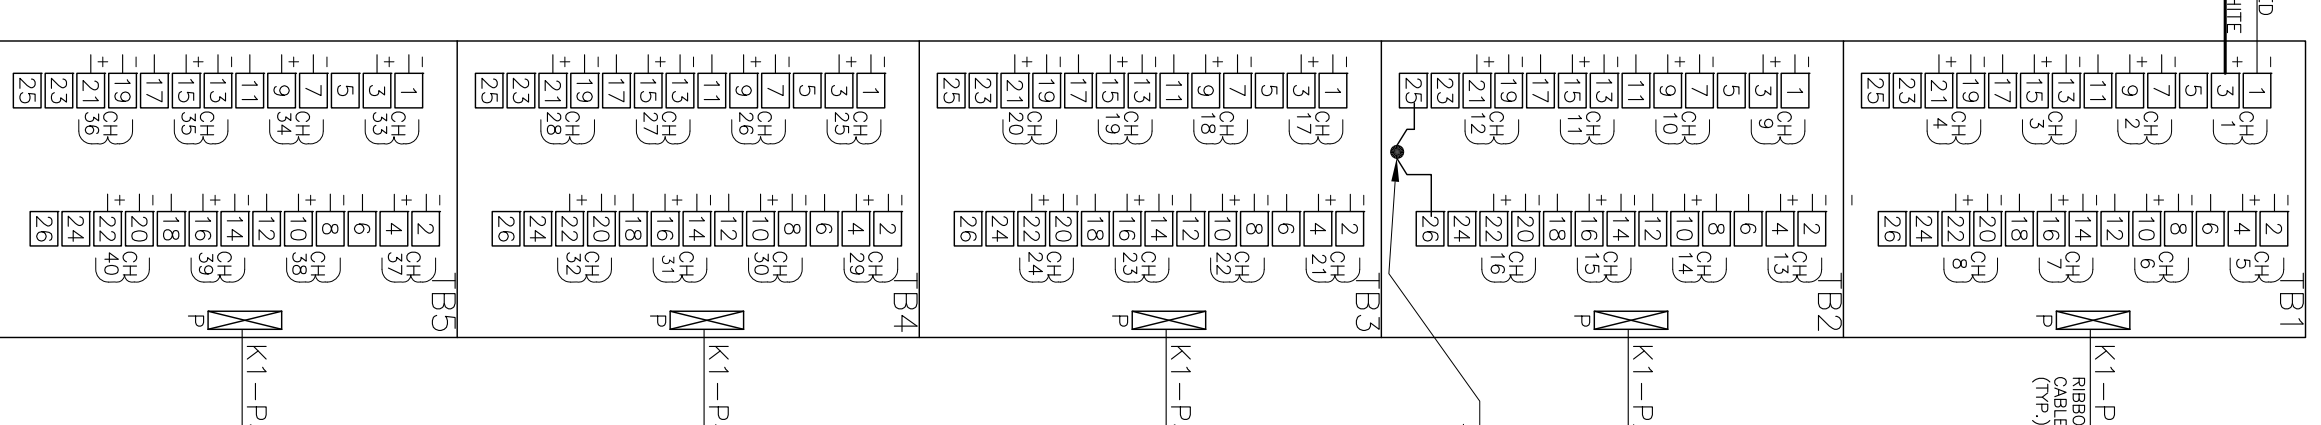 ED
HITE
TB1
- 1 + 3 5 - 7 + 9 11 - 13 + 15 17 - 19 + 21 23 25
CH 1
CH 2
CH 3
CH 4
- 2 + 4 6 - 8 + 10 12 - 14 + 16 18 - 20 + 22 24 26
CH 5
CH 6
CH 7
CH 8
P
K1-P
RIBBO
CABLE
(TYP.)
TB2
- 1 + 3 5 - 7 + 9 11 - 13 + 15 17 - 19 + 21 23 25
CH 9
CH 10
CH 11
CH 12
- 2 + 4 6 - 8 + 10 12 - 14 + 16 18 - 20 + 22 24 26
CH 13
CH 14
CH 15
CH 16
P
K1-P
TB3
- 1 + 3 5 - 7 + 9 11 - 13 + 15 17 - 19 + 21 23 25
CH 17
CH 18
CH 19
CH 20
- 2 + 4 6 - 8 + 10 12 - 14 + 16 18 - 20 + 22 24 26
CH 21
CH 22
CH 23
CH 24
P
K1-P
TB4
- 1 + 3 5 - 7 + 9 11 - 13 + 15 17 - 19 + 21 23 25
CH 25
CH 26
CH 27
CH 28
- 2 + 4 6 - 8 + 10 12 - 14 + 16 18 - 20 + 22 24 26
CH 29
CH 30
CH 31
CH 32
P
K1-P
TB5
- 1 + 3 5 - 7 + 9 11 - 13 + 15 17 - 19 + 21 23 25
CH 33
CH 34
CH 35
CH 36
- 2 + 4 6 - 8 + 10 12 - 14 + 16 18 - 20 + 22 24 26
CH 37
CH 38
CH 39
CH 40
P
K1-P